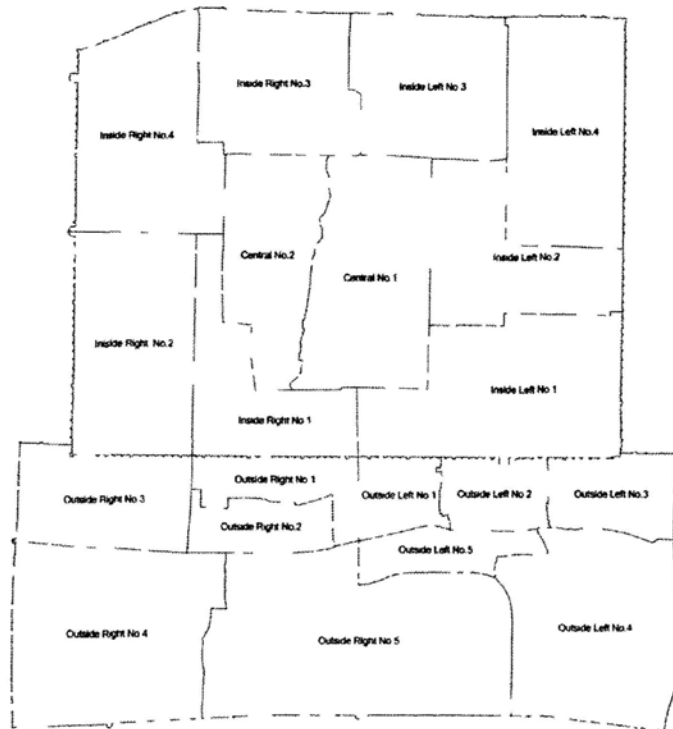 Inside Right No.3
Inside Left No 3
Inside Right No.4
Inside Left No.4
Central No.2
Inside Left No.2
Central No.1
Inside Right No.2
Inside Left No 1
Inside Right No 1
Outside Right No 1
Outside Right No 3
Outside Left No.1
Outside Left No 2
Outside Left No.3
Outside Right No.2
Outside Left No.5
Outside Right No 4
Outside Right No 5
Outside Left No.4